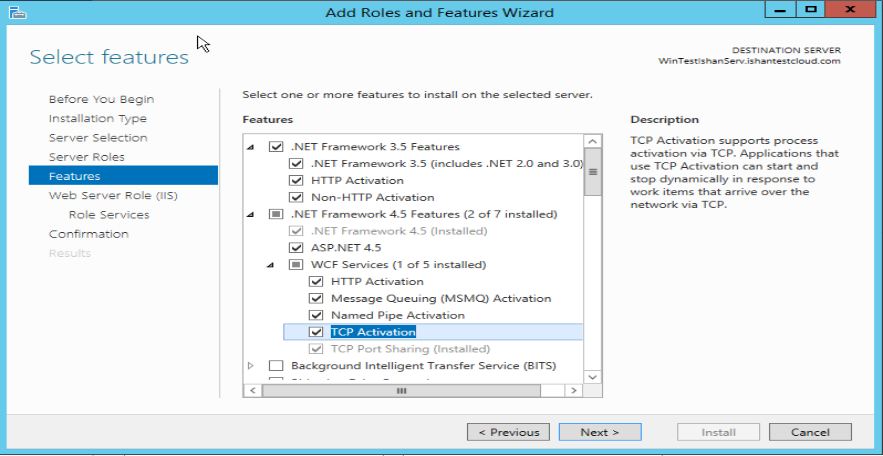 Add Roles and Features Wizard
Select features
DESTINATION SERVER
WinTestIshanServ.ishantestcloud.com
Before You Begin
Installation Type
Server Selection
Server Roles
Features
Web Server Role (IIS)
Role Services
Confirmation
Results
Select one or more features to install on the selected server.
Features
.NET Framework 3.5 Features
.NET Framework 3.5 (includes .NET 2.0 and 3.0)
HTTP Activation
Non-HTTP Activation
.NET Framework 4.5 Features (2 of 7 installed)
.NET Framework 4.5 (Installed)
ASP.NET 4.5
WCF Services (1 of 5 installed)
HTTP Activation
Message Queuing (MSMQ) Activation
Named Pipe Activation
TCP Activation
TCP Port Sharing (Installed)
Background Intelligent Transfer Service (BITS)
Description
TCP Activation supports process
activation via TCP. Applications that
use TCP Activation can start and
stop dynamically in response to
work items that arrive over the
network via TCP.
< Previous
Next >
Install
Cancel